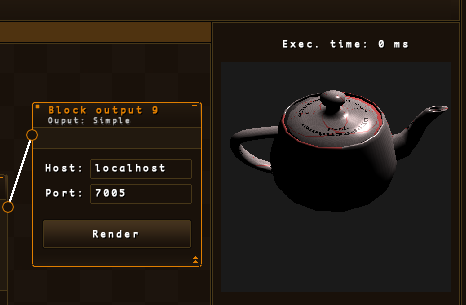 Exec. time: 0 ms
Block output 9
Ouput: Simple
Host: localhost
Port: 7005
Render